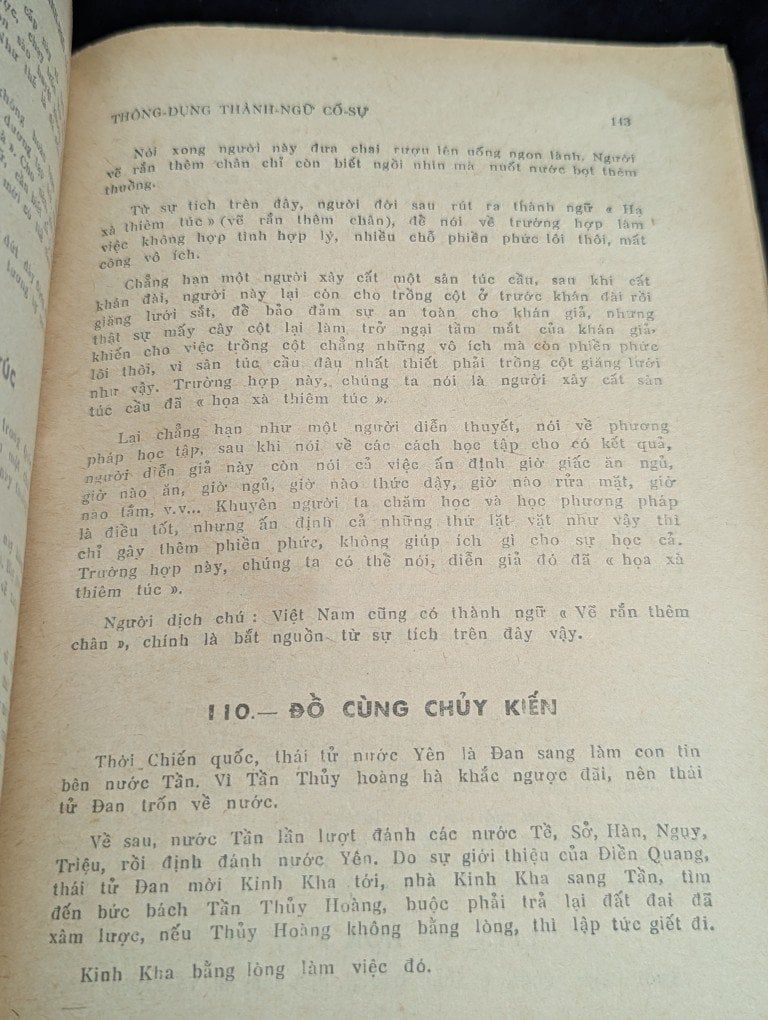 THÔNG-DỤNG THÀNH-NGỮ CỐ-SỰ
143
Nói xong người này đưa chai rượu lên uống ngon lành. Người
vẽ rắn thêm chân chỉ còn biết ngồi nhìn mà nuốt nước bọt thèm
thuồng.
Từ sự tích trên đây, người đời sau rút ra thành ngữ « Hạ
xà thiêm túc » (vẽ rắn thêm chân), để nói về trường hợp làm
việc không hợp tình hợp lý, nhiều chỗ phiền phức lôi thôi, mất
công vô ích.
Chẳng hạn một người xây cất một sân túc cầu, sau khi cất
khán đài, người này lại còn cho trồng cột ở trước khán đài rồi
giăng lưới sắt, để bảo đảm sự an toàn cho khán giả, nhưng
thật sự mấy cây cột lại làm trở ngại tầm mắt của khán giả,
khiến cho việc trồng cột chẳng những vô ích mà còn phiền phức
lôi thôi, vì sân túc cầu đâu nhất thiết phải trồng cột giăng lưới
như vậy. Trường hợp này, chúng ta nói là người xây cất sân
túc cầu đã « họa xà thiêm túc ».
Lại chẳng hạn như một người diễn thuyết, nói về phương
pháp học tập, sau khi nói về các cách học tập cho có kết quả,
người diễn giả này còn nói cả việc ấn định giờ giấc ăn ngủ,
giờ nào ăn, giờ ngủ, giờ nào thức dậy, giờ nào rửa mặt, giờ
nào tắm, v.v... Khuyên người ta chăm học và học phương pháp
là điều tốt, nhưng ấn định cả những thứ lặt vặt như vậy thì
chỉ gây thêm phiền phức, không giúp ích gì cho sự học cả.
Trường hợp này, chúng ta có thể nói, diễn giả đó đã « họa xà
thiêm túc ».
Người dịch chú : Việt Nam cũng có thành ngữ « Vẽ rắn thêm
chân », chính là bắt nguồn từ sự tích trên đây vậy.
110.— ĐỒ CÙNG CHỦY KIẾN
Thời Chiến quốc, thái tử nước Yên là Đan sang làm con tin
bên nước Tần. Vì Tần Thủy hoàng hà khắc ngược đãi, nên thái
tử Đan trốn về nước.
Về sau, nước Tần lần lượt đánh các nước Tề, Sở, Hàn, Ngụy,
Triệu, rồi định đánh nước Yên. Do sự giới thiệu của Điền Quang,
thái tử Đan mời Kinh Kha tới, nhà Kinh Kha sang Tần, tìm
đến bức bách Tần Thủy Hoàng, buộc phải trả lại đất đai đã
xâm lược, nếu Thủy Hoàng không bằng lòng, thì lập tức giết đi.
Kinh Kha bằng lòng làm việc đó.